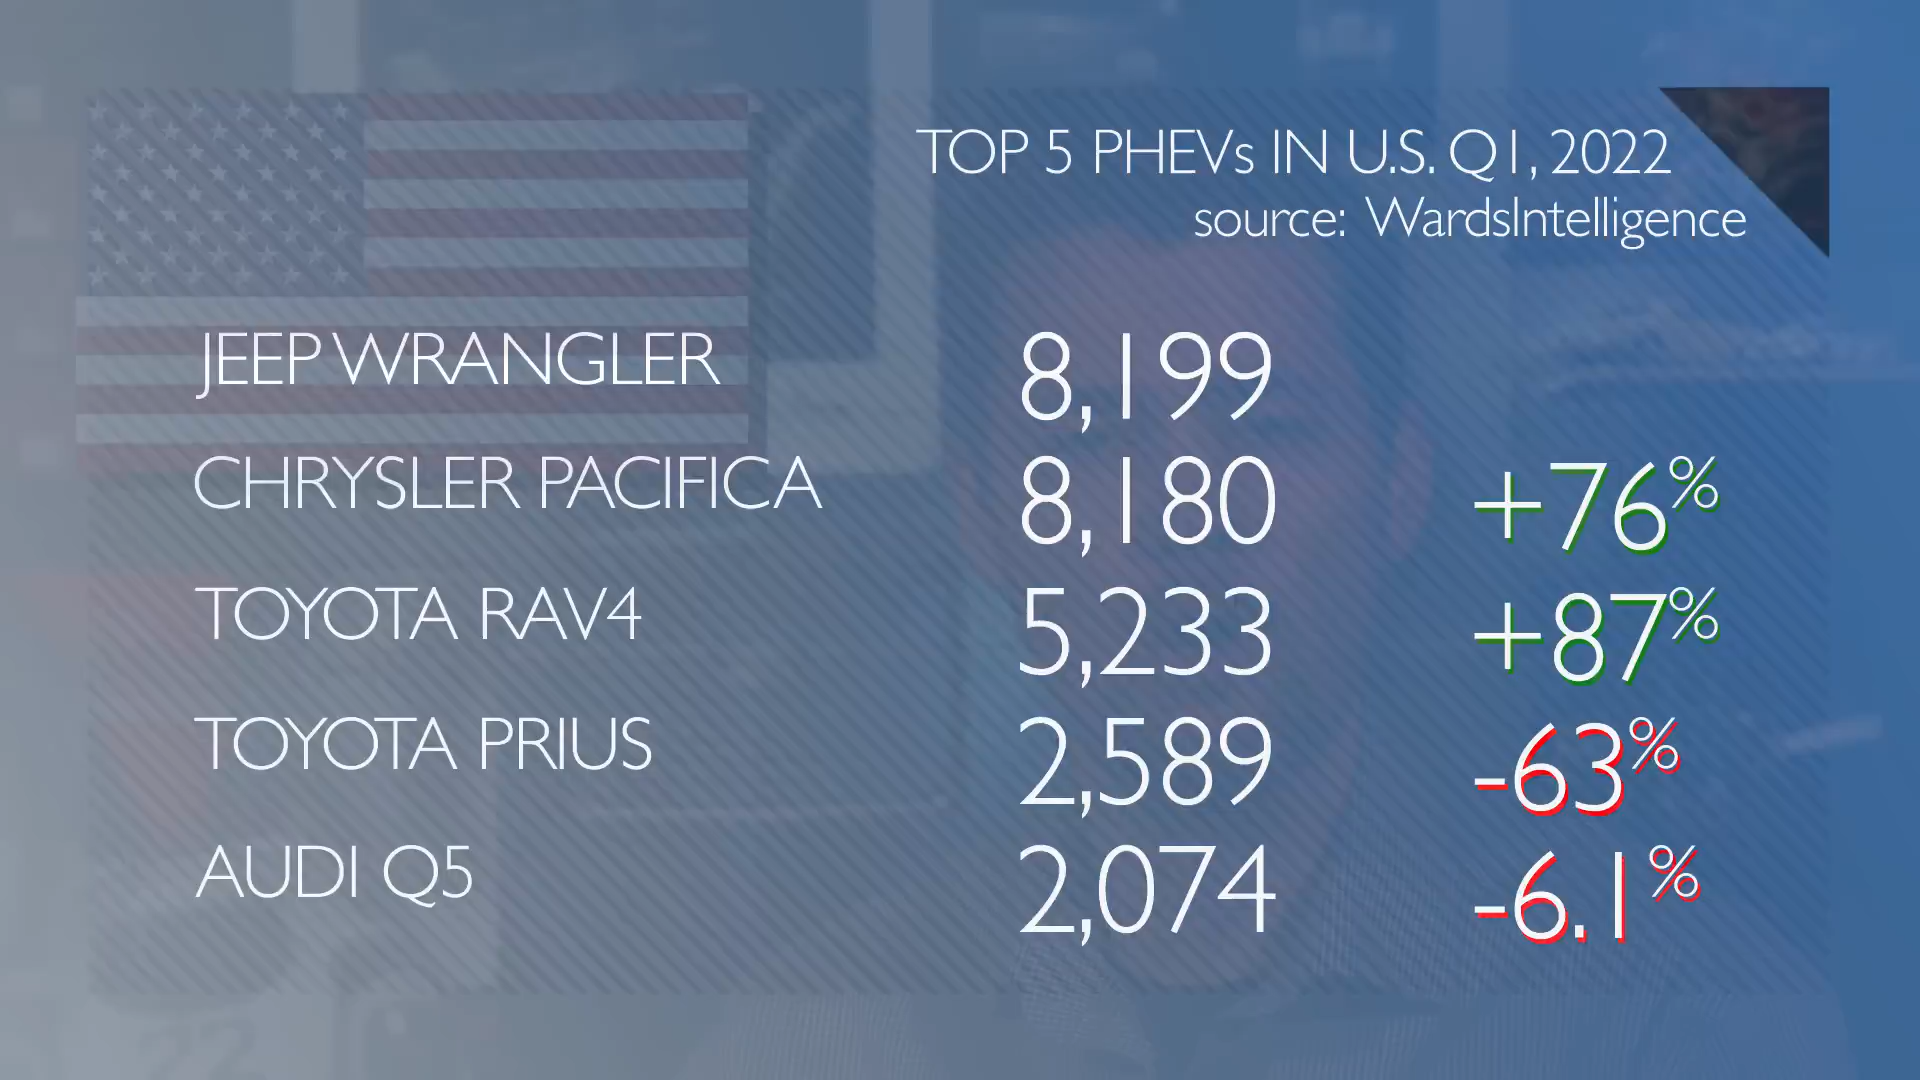 TOP 5 PHEVs IN U.S. Q1, 2022
source: WardsIntelligence
JEEP WRANGLER 8,199
CHRYSLER PACIFICA 8,180 +76%
TOYOTA RAV4 5,233 +87%
TOYOTA PRIUS 2,589 -63%
AUDI Q5 2,074 -6.1%
22